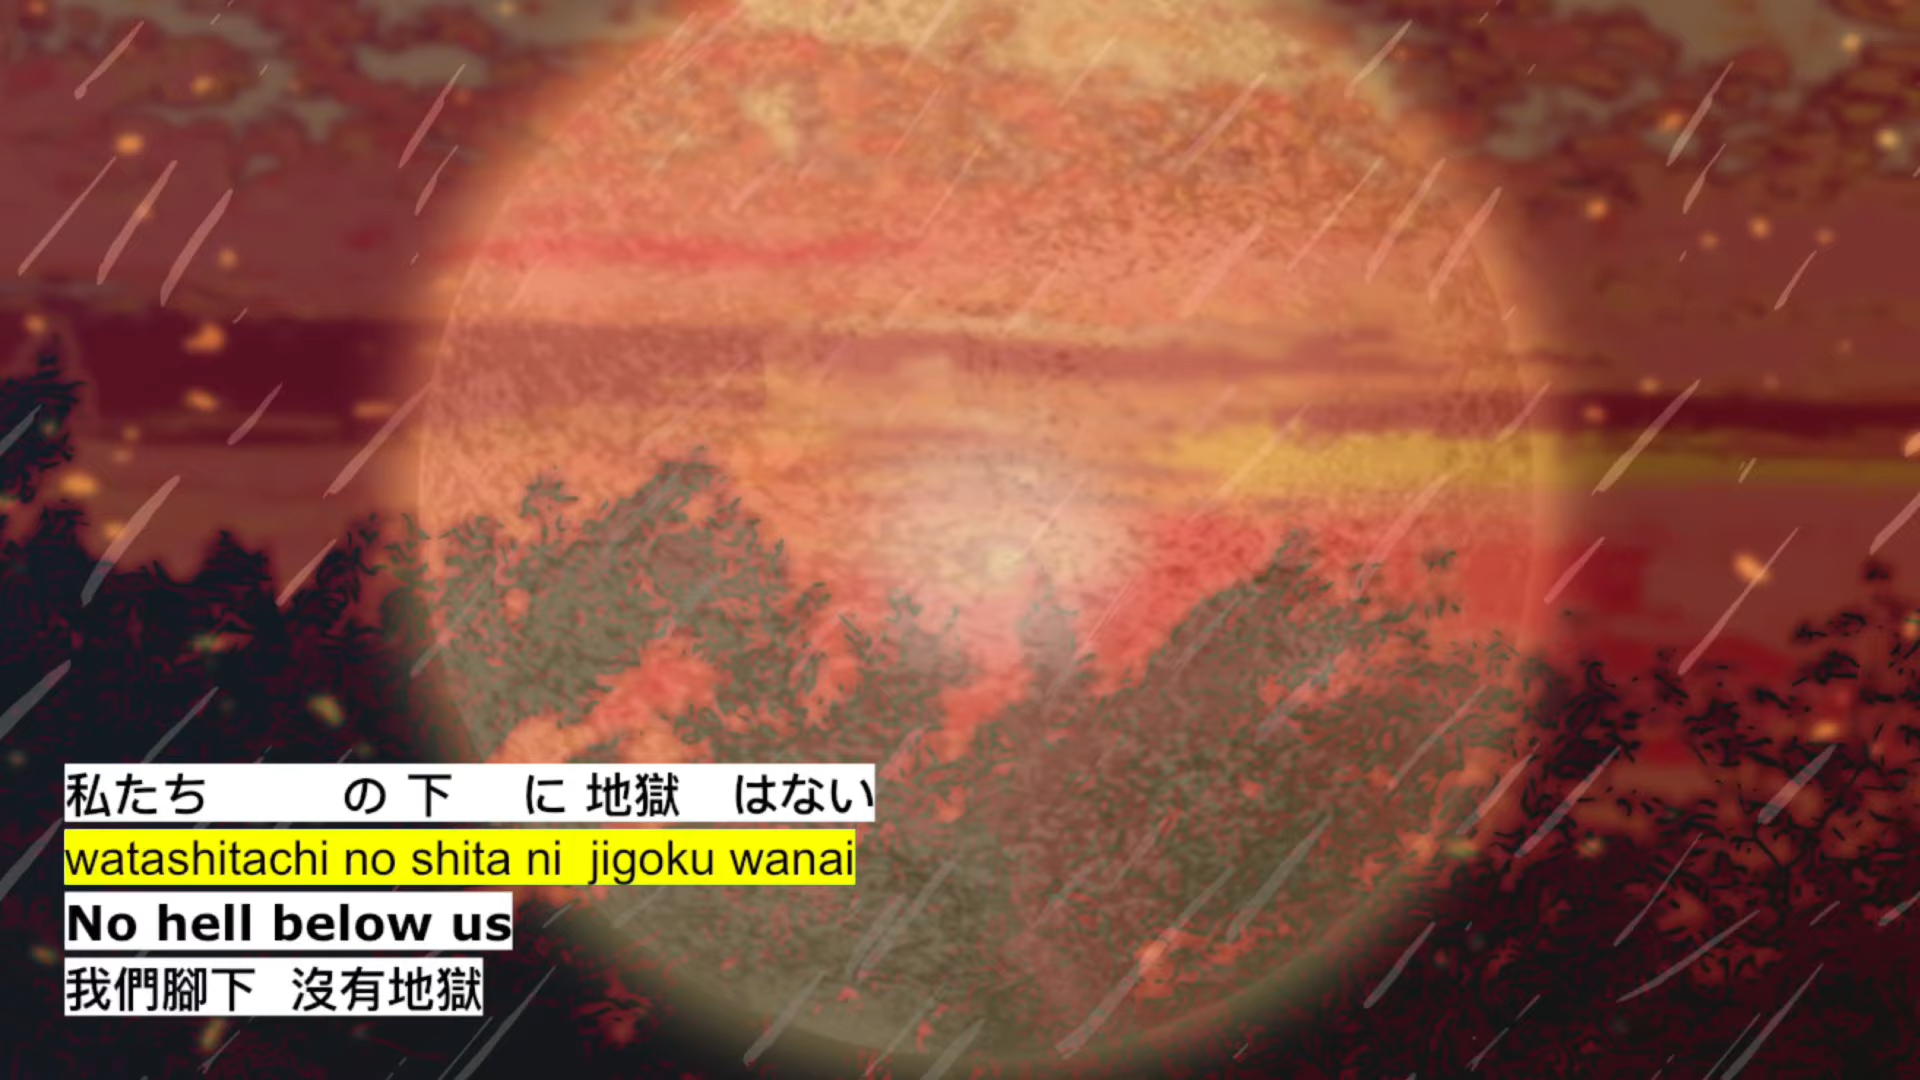 私たち の 下 に 地獄 はない
watashitachi no shita ni jigoku wanai
No hell below us
我們腳下 沒有地獄